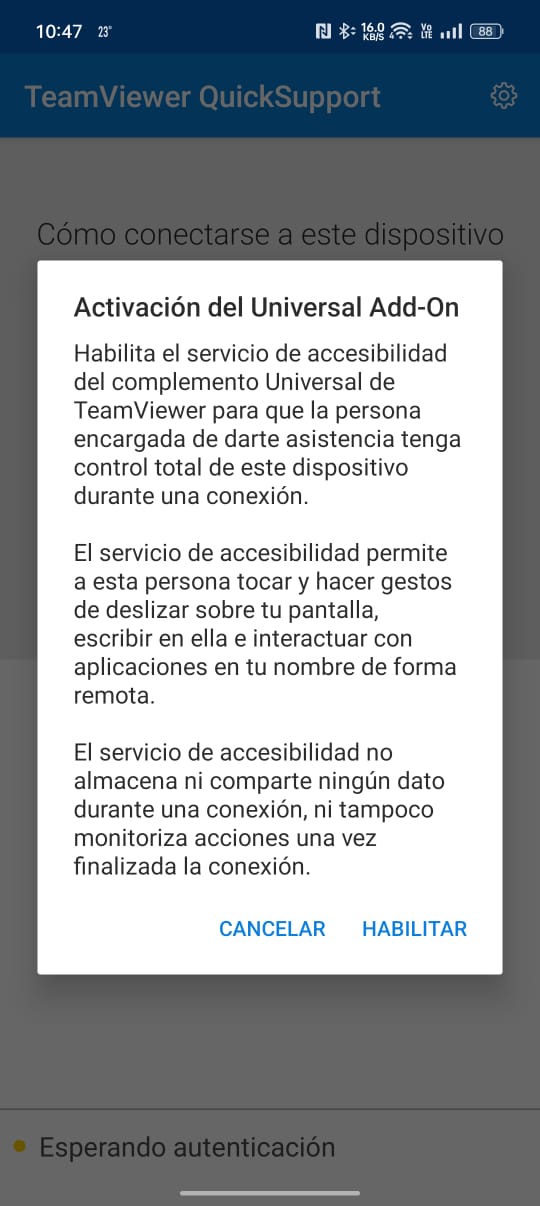 10:47 23° 16.0 KB/S VO LTE 88
TeamViewer QuickSupport
Cómo conectarse a este dispositivo
Activación del Universal Add-On
Habilita el servicio de accesibilidad
del complemento Universal de
TeamViewer para que la persona
encargada de darte asistencia tenga
control total de este dispositivo
durante una conexión.
El servicio de accesibilidad permite
a esta persona tocar y hacer gestos
de deslizar sobre tu pantalla,
escribir en ella e interactuar con
aplicaciones en tu nombre de forma
remota.
El servicio de accesibilidad no
almacena ni comparte ningún dato
durante una conexión, ni tampoco
monitoriza acciones una vez
finalizada la conexión.
CANCELAR HABILITAR
Esperando autenticación